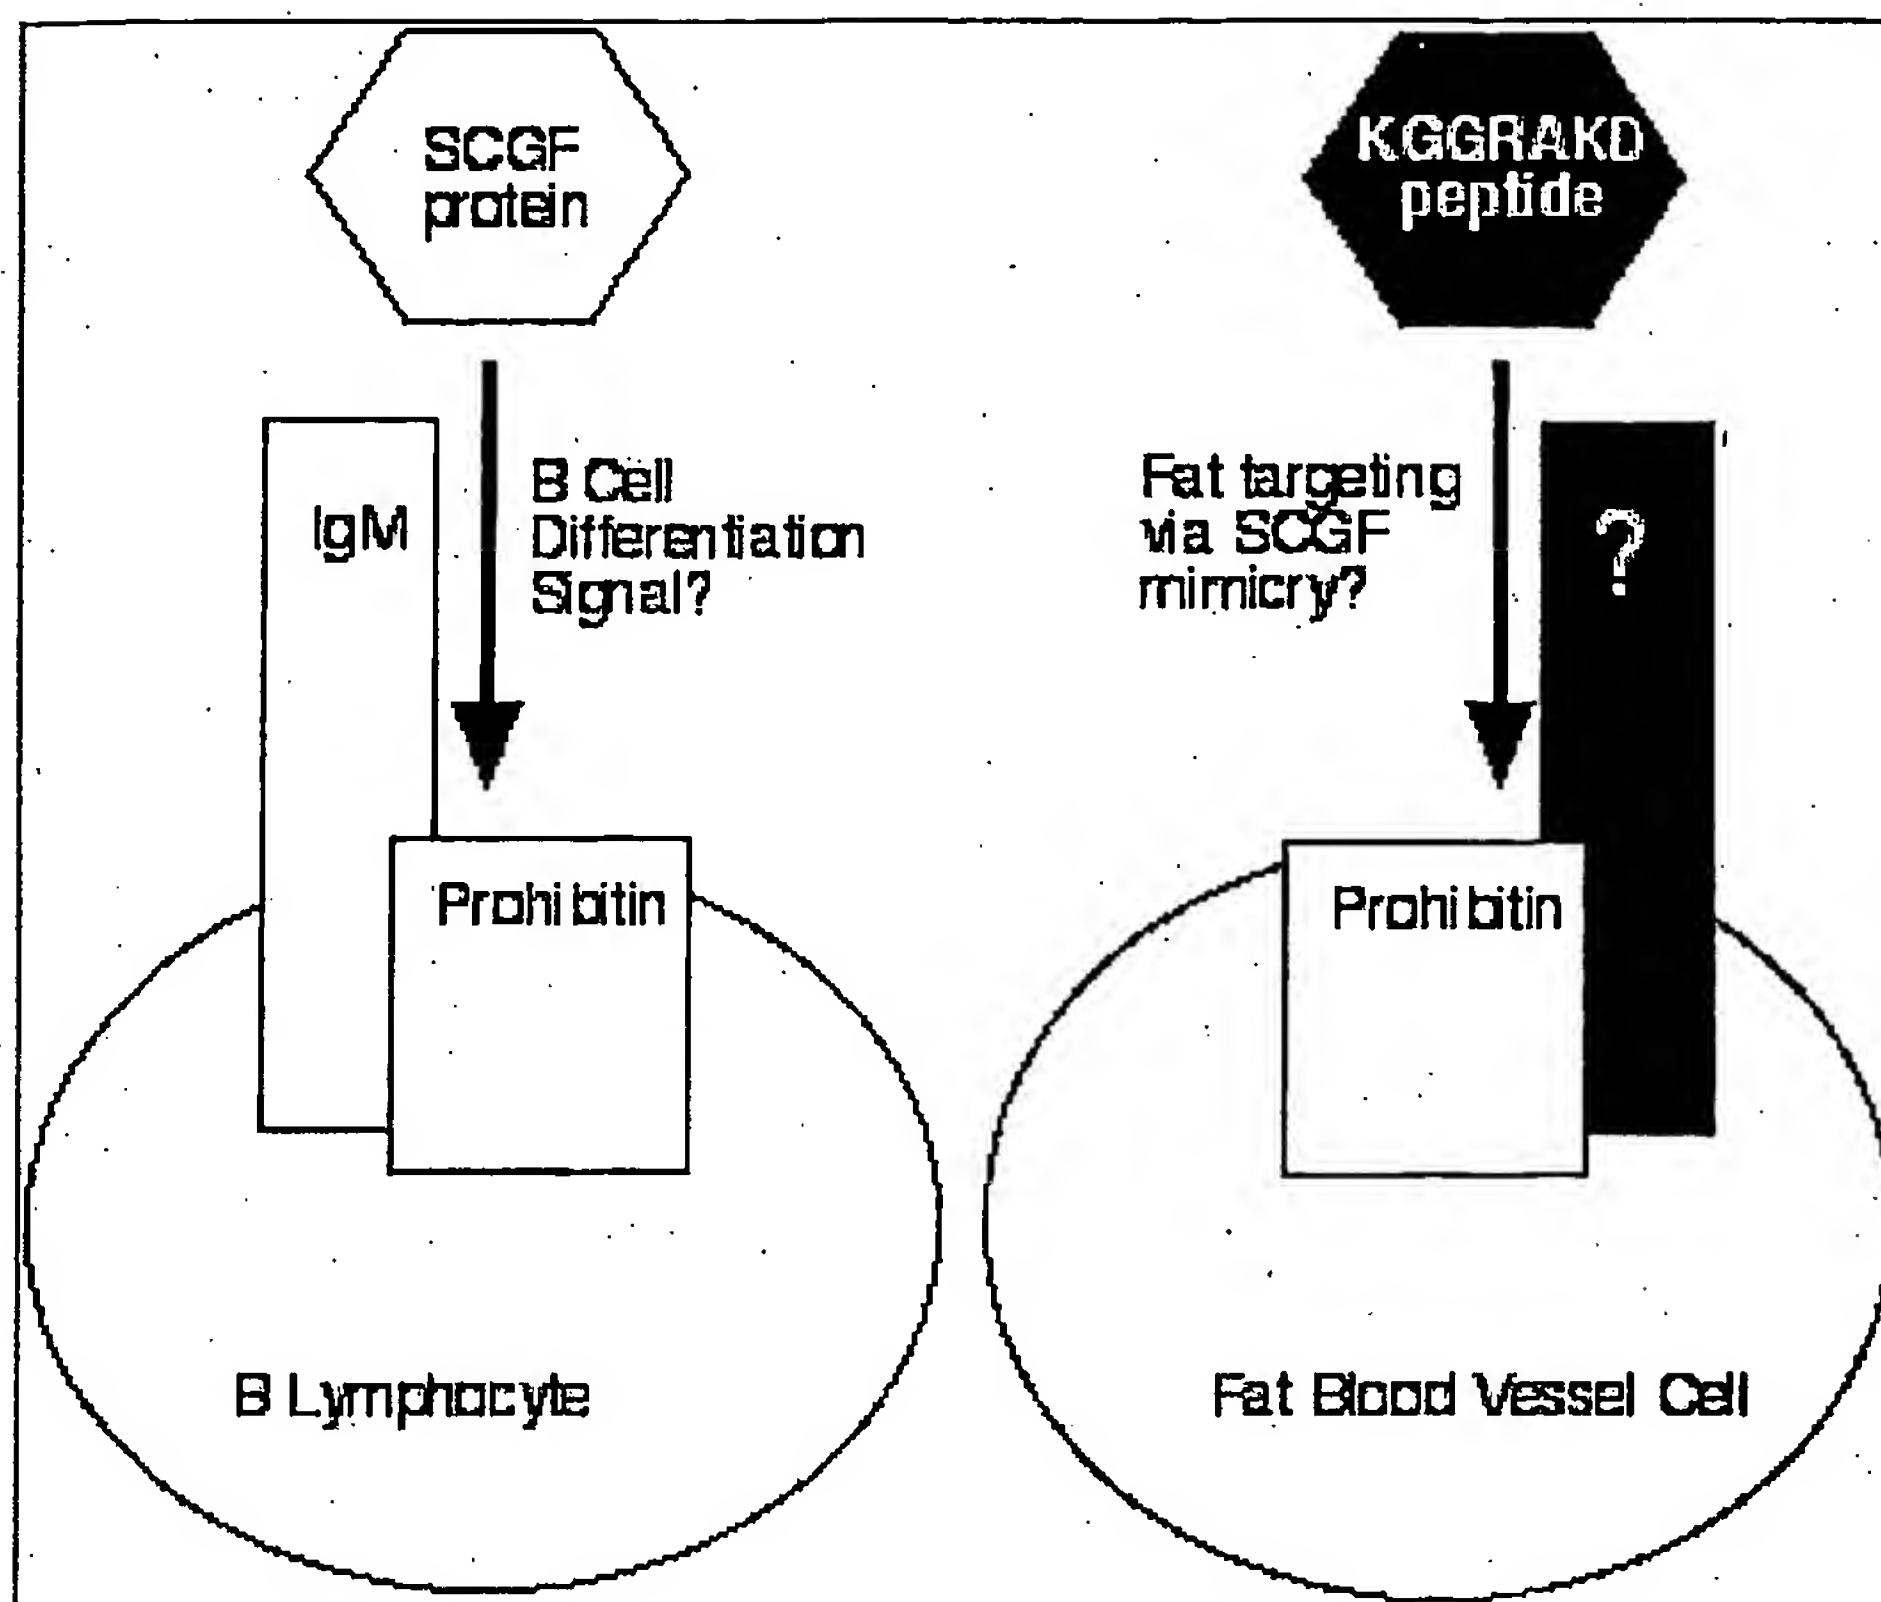 SCGF
protein
KGGRAKD
peptide
IgM
B Cell
Differentiation
Signal?
Fat targeting
via SCGF
mimicry?
?
Prohibitin
Prohibitin
B Lymphocyte
Fat Blood Vessel Cell